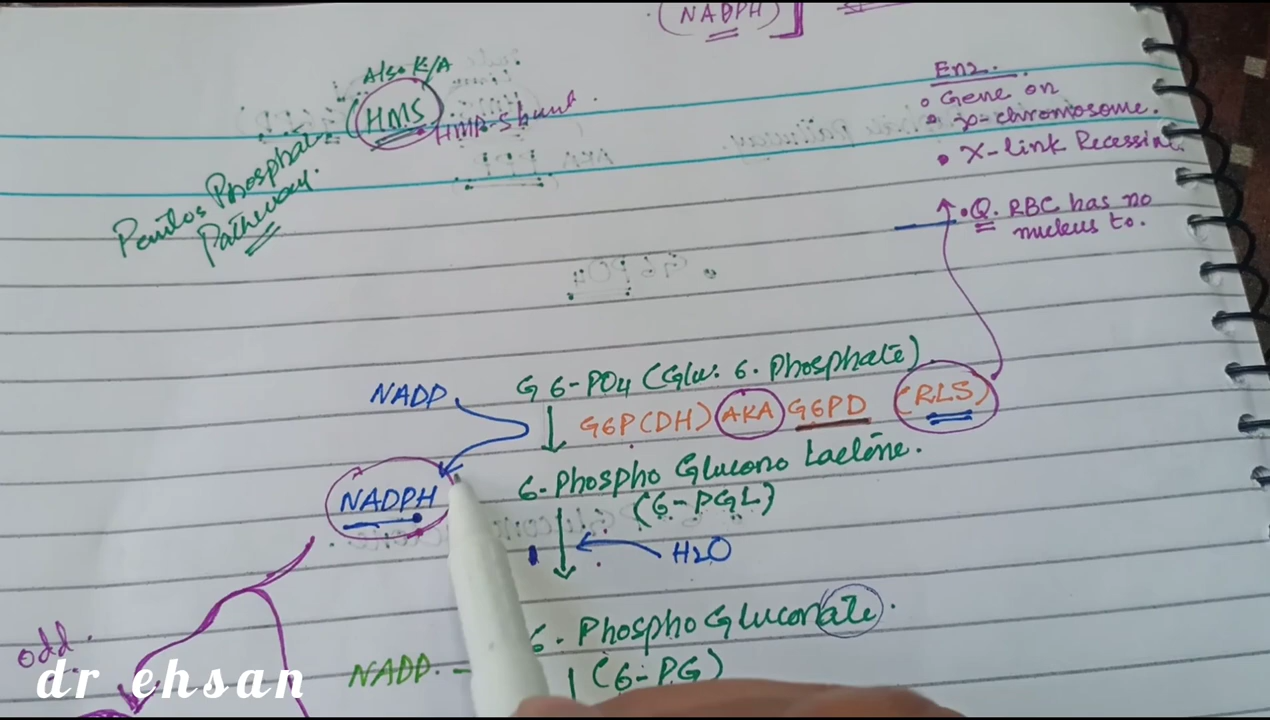 (NADPH)]
Also K/A
(HMS)
HMP-Shunt.
Pentos Phosphate
Pathway.
Enz.
Gene on
x-chromosome.
X-link Recessin.
Q. RBC has no
nucleus to.
G 6-PO4 (Glu. 6. Phosphate)
NADP
G6P(DH) AKA G6PD (RLS)
6-Phospho Glucono Lactone.
(6-PGL)
NADPH
H2O
6. Phospho Gluconate.
(6-PG)
NADP. -
odd.
dr ehsan